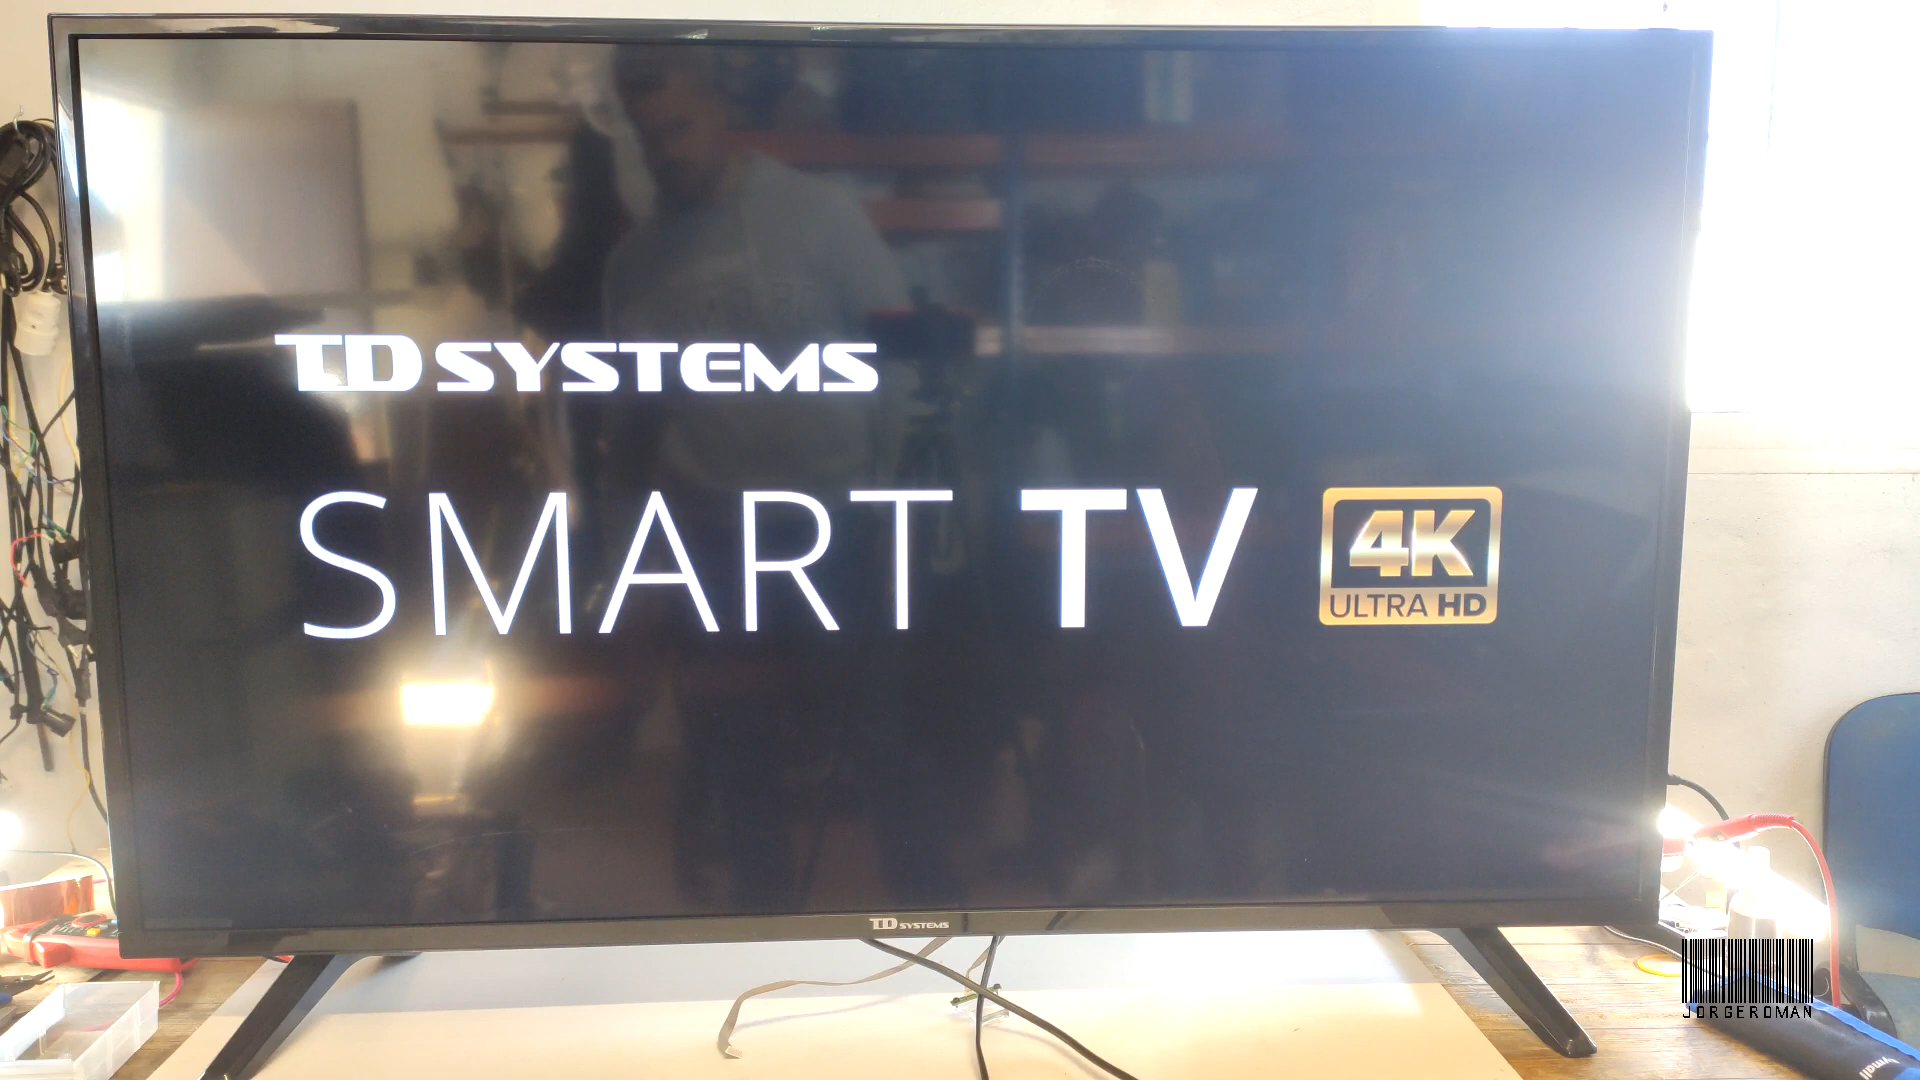 TD SYSTEMS
SMART TV
4K
ULTRA HD
TD SYSTEMS
JORGEROMAN